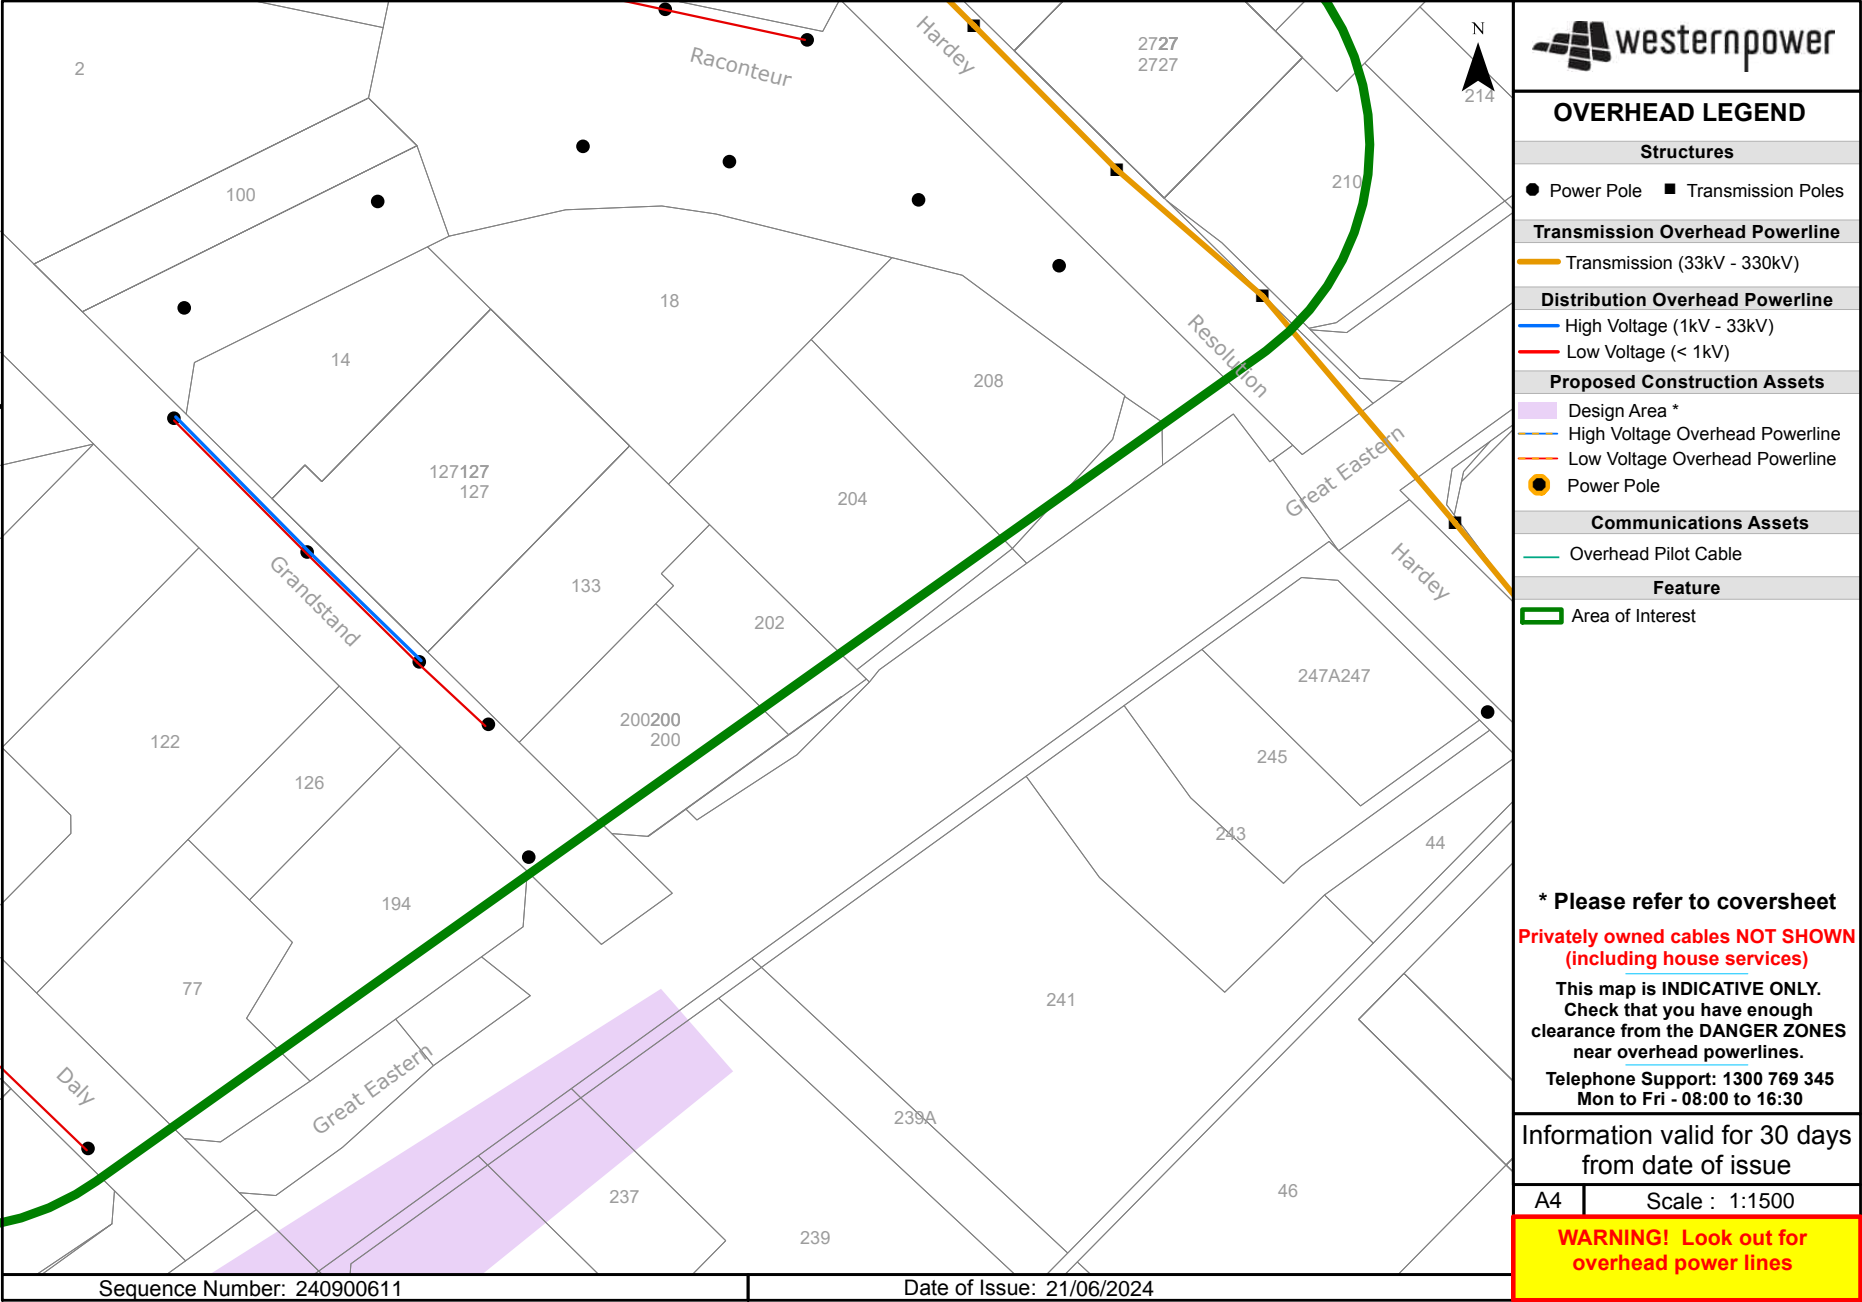 2
Raconteur
Hardey
2727
2727
N
214
100
210
14
18
208
Resolution
127127
127
204
Great Eastern
133
Grandstand
202
Hardey
247A247
200200
200
122
126
245
243
44
194
77
241
Great Eastern
Daly
239A
237
239
46
westernpower
OVERHEAD LEGEND
Structures
Power Pole
Transmission Poles
Transmission Overhead Powerline
Transmission (33kV - 330kV)
Distribution Overhead Powerline
High Voltage (1kV - 33kV)
Low Voltage (< 1kV)
Proposed Construction Assets
Design Area *
High Voltage Overhead Powerline
Low Voltage Overhead Powerline
Power Pole
Communications Assets
Overhead Pilot Cable
Feature
Area of Interest
* Please refer to coversheet
Privately owned cables NOT SHOWN
(including house services)
This map is INDICATIVE ONLY.
Check that you have enough
clearance from the DANGER ZONES
near overhead powerlines.
Telephone Support: 1300 769 345
Mon to Fri - 08:00 to 16:30
Information valid for 30 days
from date of issue
A4
Scale : 1:1500
WARNING! Look out for
overhead power lines
Sequence Number: 240900611
Date of Issue: 21/06/2024